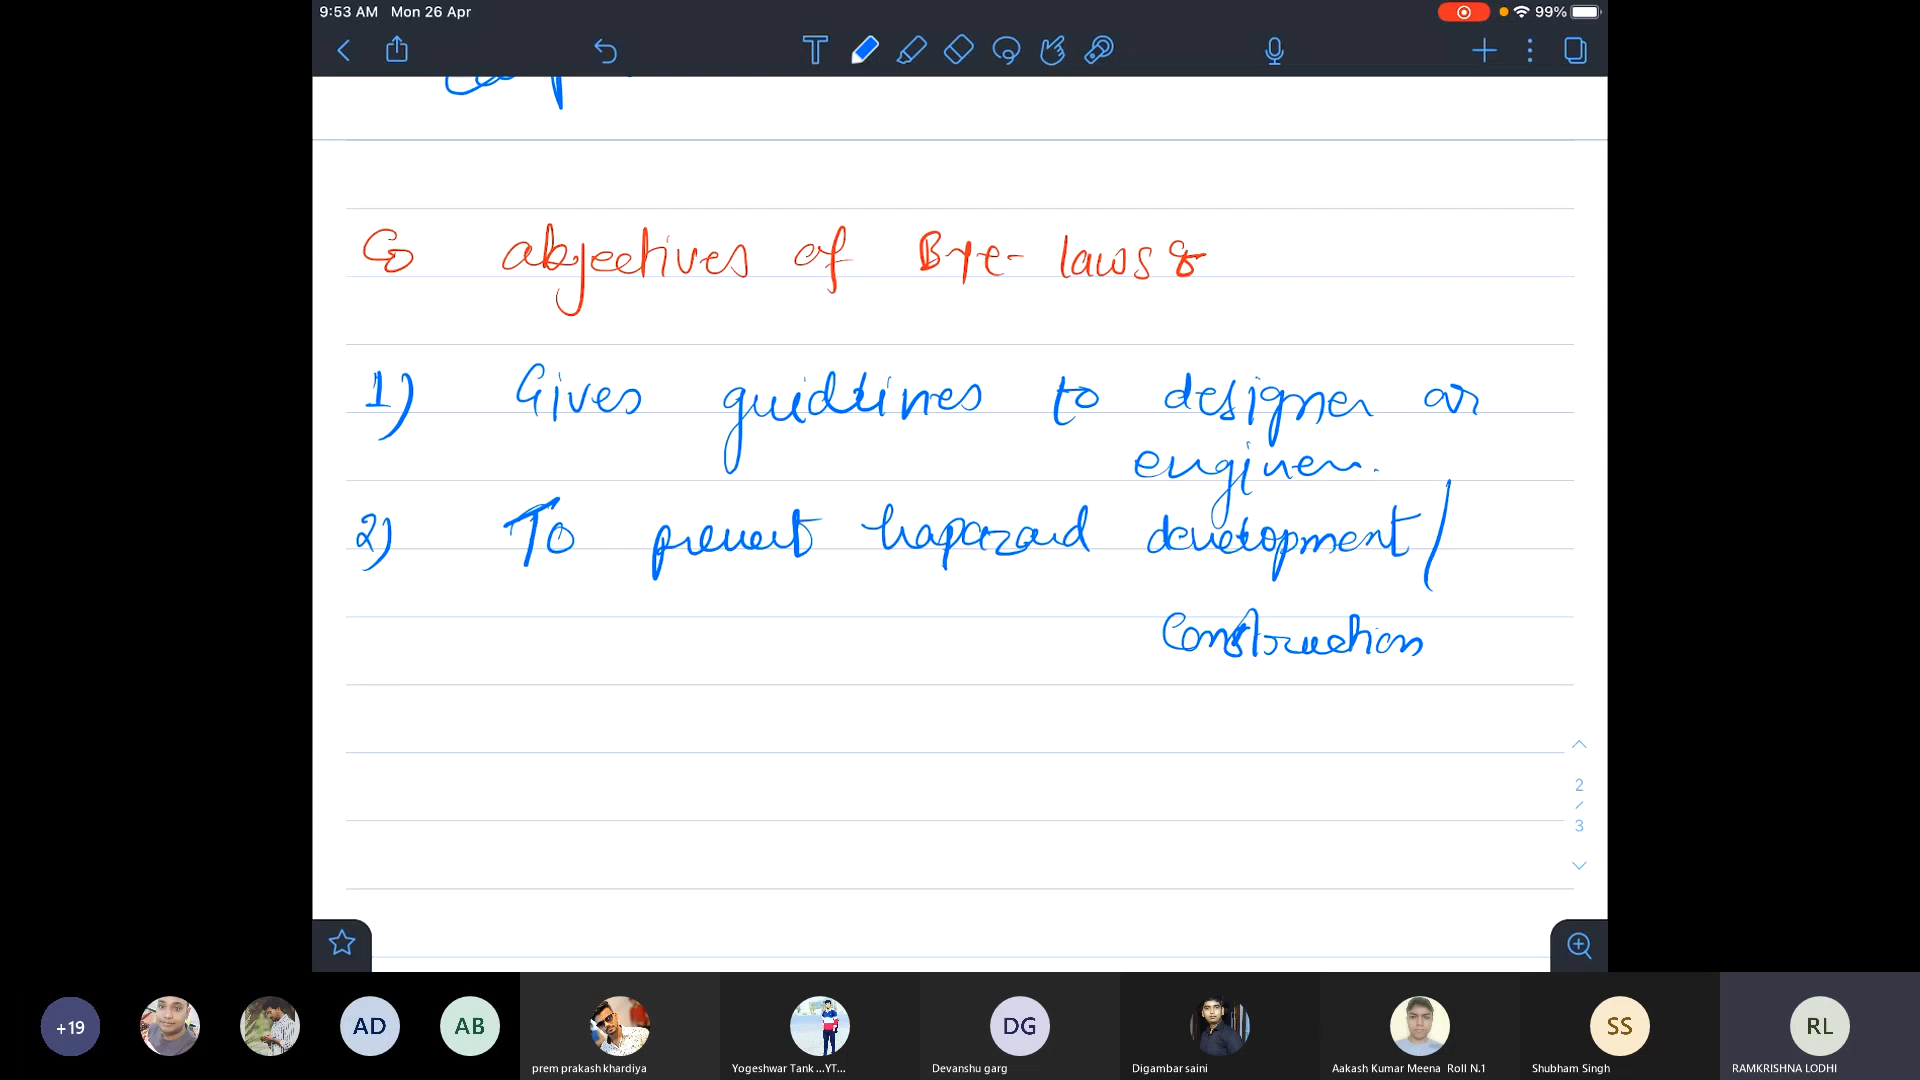 9:53 AM Mon 26 Apr
99%
objectives of Bye-laws
1) Gives guidlines to designer or
engineer.
2) To prevent hapazard development/
Construction
2
3
+19
AD
AB
DG
SS
RL
prem prakash khardiya
Yogeshwar Tank ...YT...
Devanshu garg
Digambar saini
Aakash Kumar Meena Roll N.1
Shubham Singh
RAMKRISHNA LODHI